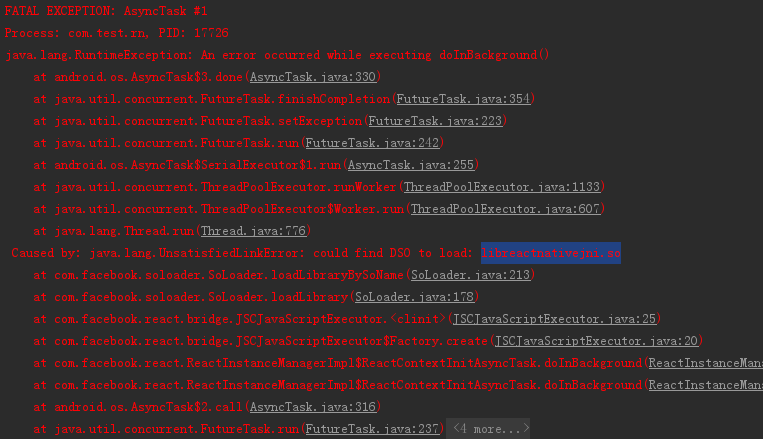 FATAL EXCEPTION: AsyncTask #1
Process: com.test.rn, PID: 17726
java.lang.RuntimeException: An error occurred while executing doInBackground()
at android.os.AsyncTask$3.done(AsyncTask.java:330)
at java.util.concurrent.FutureTask.finishCompletion(FutureTask.java:354)
at java.util.concurrent.FutureTask.setException(FutureTask.java:223)
at java.util.concurrent.FutureTask.run(FutureTask.java:242)
at android.os.AsyncTask$SerialExecutor$1.run(AsyncTask.java:255)
at java.util.concurrent.ThreadPoolExecutor.runWorker(ThreadPoolExecutor.java:1133)
at java.util.concurrent.ThreadPoolExecutor$Worker.run(ThreadPoolExecutor.java:607)
at java.lang.Thread.run(Thread.java:776)
Caused by: java.lang.UnsatisfiedLinkError: could find DSO to load: libreactnativejni.so
at com.facebook.soloader.SoLoader.loadLibraryBySoName(SoLoader.java:213)
at com.facebook.soloader.SoLoader.loadLibrary(SoLoader.java:178)
at com.facebook.react.bridge.JSCJavaScriptExecutor.<clinit>(JSCJavaScriptExecutor.java:25)
at com.facebook.react.bridge.JSCJavaScriptExecutor$Factory.create(JSCJavaScriptExecutor.java:20)
at com.facebook.react.ReactInstanceManagerImpl$ReactContextInitAsyncTask.doInBackground(ReactInstanceMan
at com.facebook.react.ReactInstanceManagerImpl$ReactContextInitAsyncTask.doInBackground(ReactInstanceMan
at android.os.AsyncTask$2.call(AsyncTask.java:316)
at java.util.concurrent.FutureTask.run(FutureTask.java:237) <4 more...>